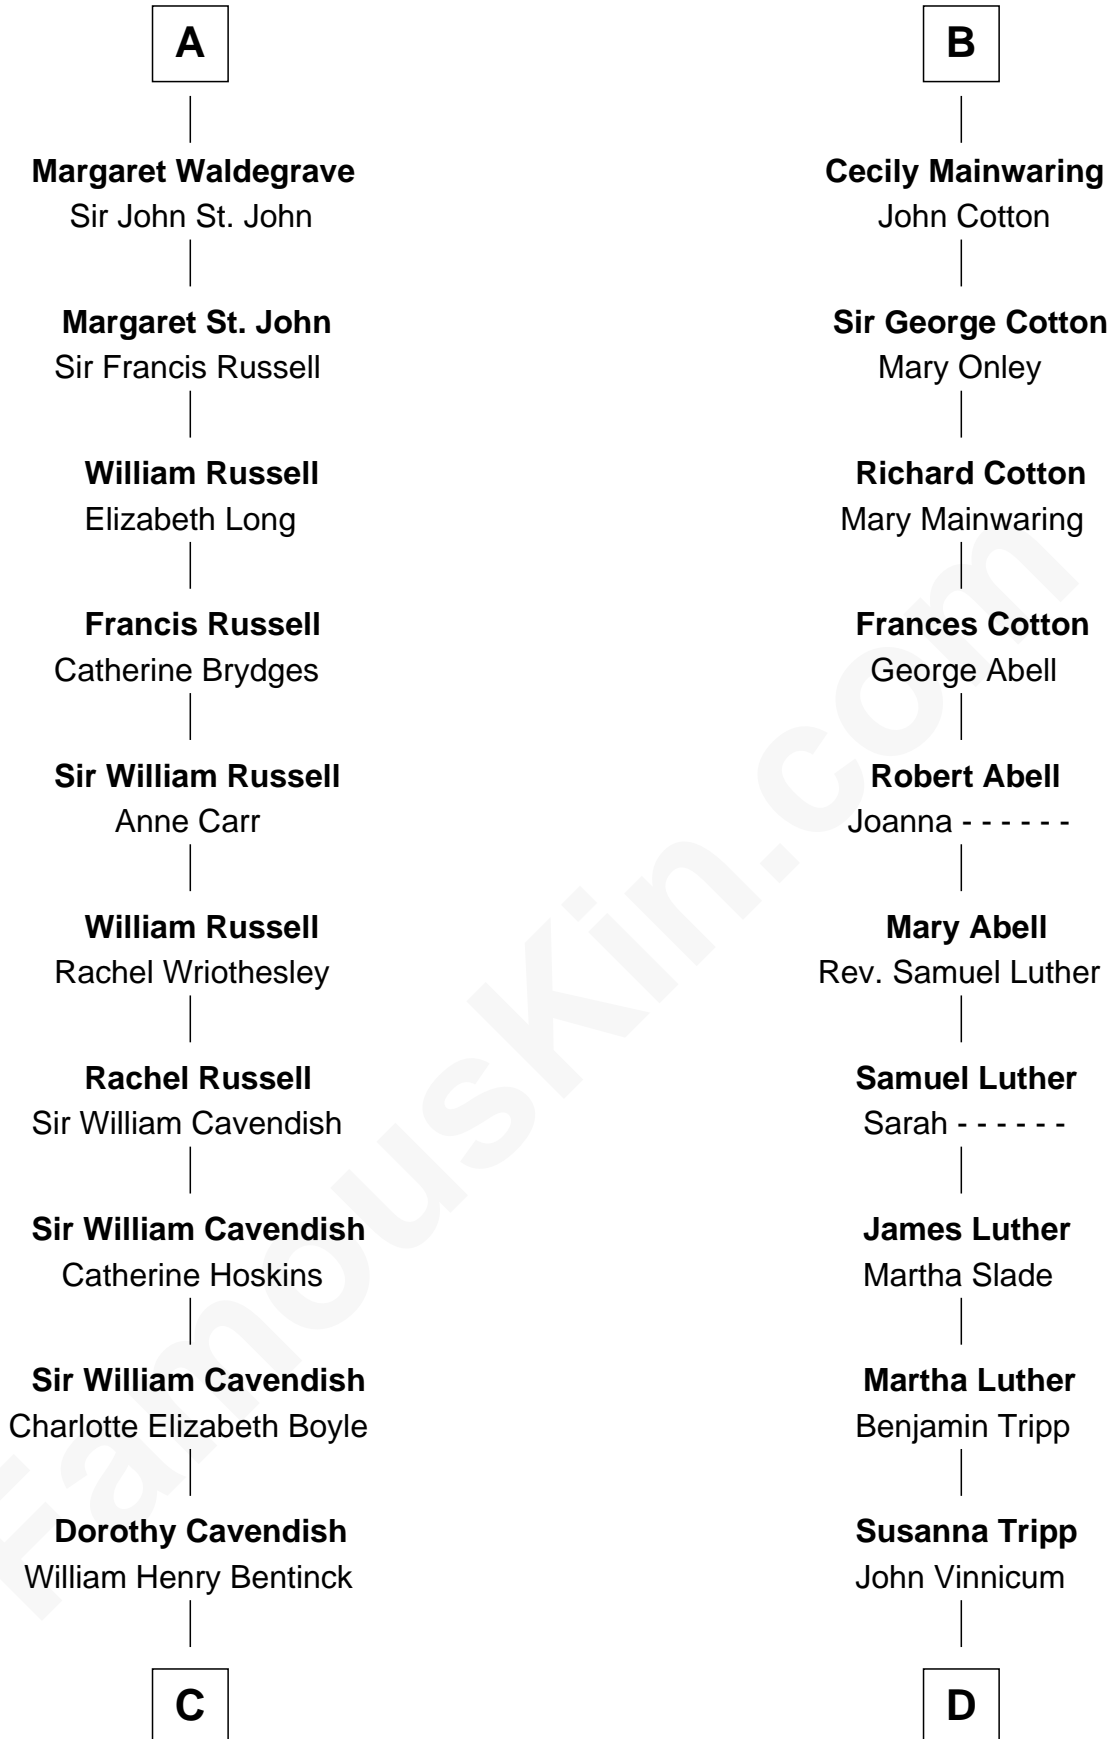 A
Margaret Waldegrave
Sir John St. John
Margaret St. John
Sir Francis Russell
William Russell
Elizabeth Long
Francis Russell
Catherine Brydges
Sir William Russell
Anne Carr
William Russell
Rachel Wriothesley
Rachel Russell
Sir William Cavendish
Sir William Cavendish
Catherine Hoskins
Sir William Cavendish
Charlotte Elizabeth Boyle
Dorothy Cavendish
William Henry Bentinck
C
B
Cecily Mainwaring
John Cotton
Sir George Cotton
Mary Onley
Richard Cotton
Mary Mainwaring
Frances Cotton
George Abell
Robert Abell
Joanna - - - - - -
Mary Abell
Rev. Samuel Luther
Samuel Luther
Sarah - - - - - -
James Luther
Martha Slade
Martha Luther
Benjamin Tripp
Susanna Tripp
John Vinnicum
D
FamousKin.com